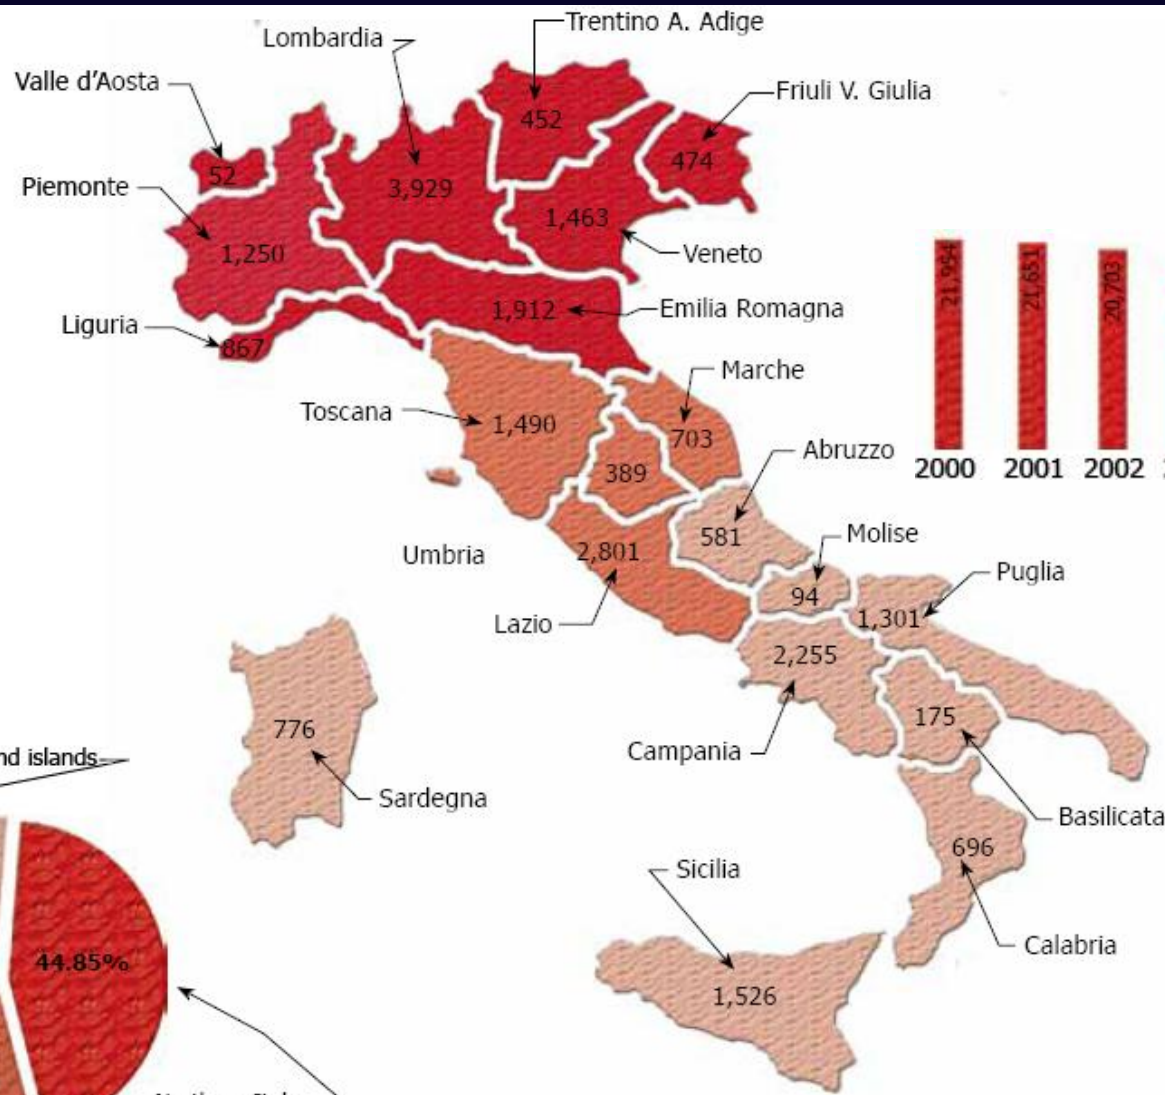 Trentino A. Adige
Lombardia
Valle d'Aosta
Friuli V. Giulia
452
474
52
Piemonte
3,929
1,463
1,250
Veneto
Emilia Romagna
1,912
Liguria
867
21,954
21,651
20,703
2000
2001
2002
Marche
Toscana
1,490
703
Abruzzo
389
581
Molise
Umbria
2,801
Puglia
94
1,301
Lazio
2,255
776
175
Campania
nd islands
Sardegna
Basilicata
696
Sicilia
Calabria
44.85%
1,526